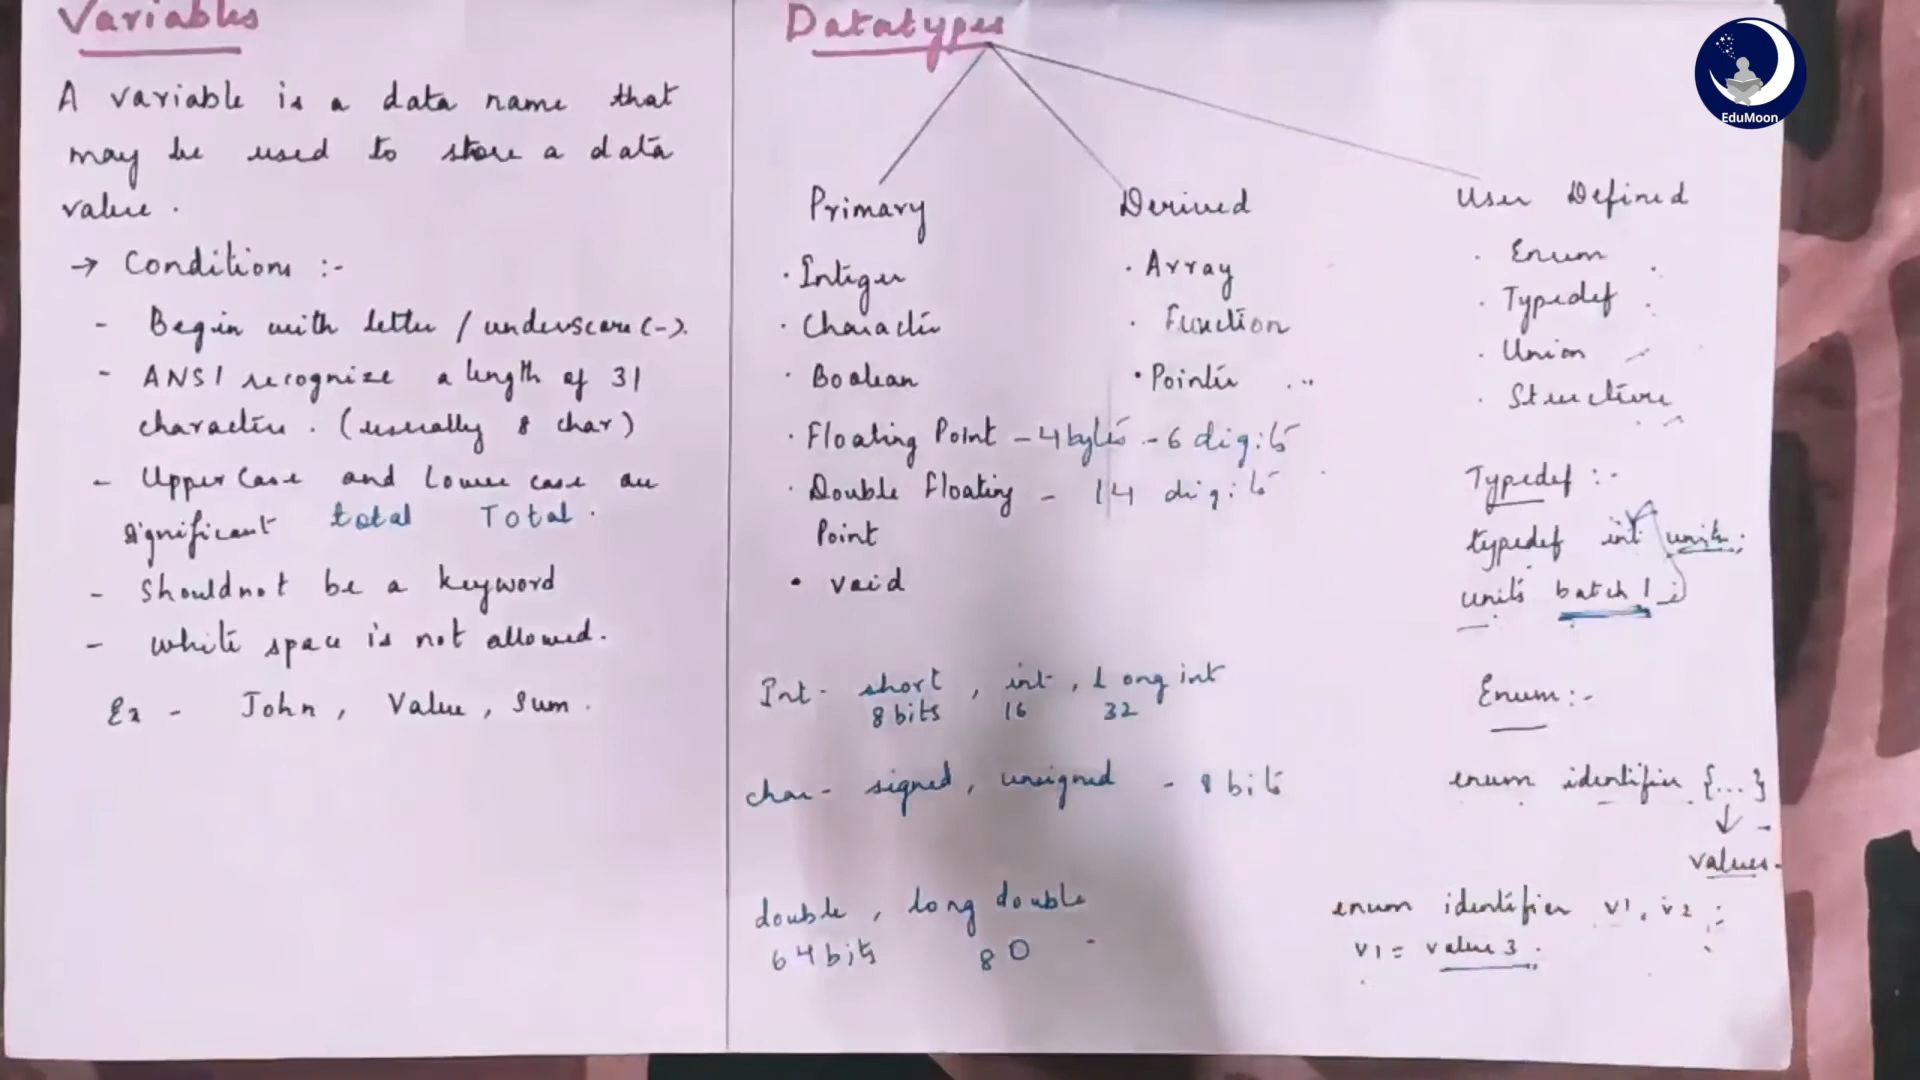 Variables
A variable is a data name that
may be used to store a data
value.
→ Conditions :-
- Begin with letter / underscore (-).
- ANSI recognize a length of 31
characters. (usually 8 char)
- Upper Case and Lower case are
significant total Total.
- Shouldnot be a keyword
- White space is not allowed.
Ex - John, Value, Sum.
Datatypes
Primary
· Integer
· Character
· Boolean
· Floating Point - 4 bytes - 6 digits
· Double Floating - 14 digits
Point
• Void
Int - short, int, Long int
8 bits 16 32
char - signed, unsigned - 8 bits
double, long double
64 bits 80
Derived
· Array
· Function
• Pointer ...
User Defined
· Enum
· Typedef
· Union
· Structure
Typedef :-
typedef int units;
units batch 1;
Enum :-
enum identifier {...}
↓
values.
enum identifier v1, v2;
v1 = value 3.
EduMoon